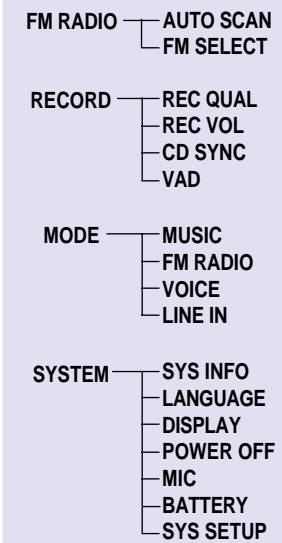 FM RADIO AUTO SCAN
FM SELECT
RECORD REC QUAL
REC VOL
CD SYNC
VAD
MODE MUSIC
FM RADIO
VOICE
LINE IN
SYSTEM SYS INFO
LANGUAGE
DISPLAY
POWER OFF
MIC
BATTERY
SYS SETUP